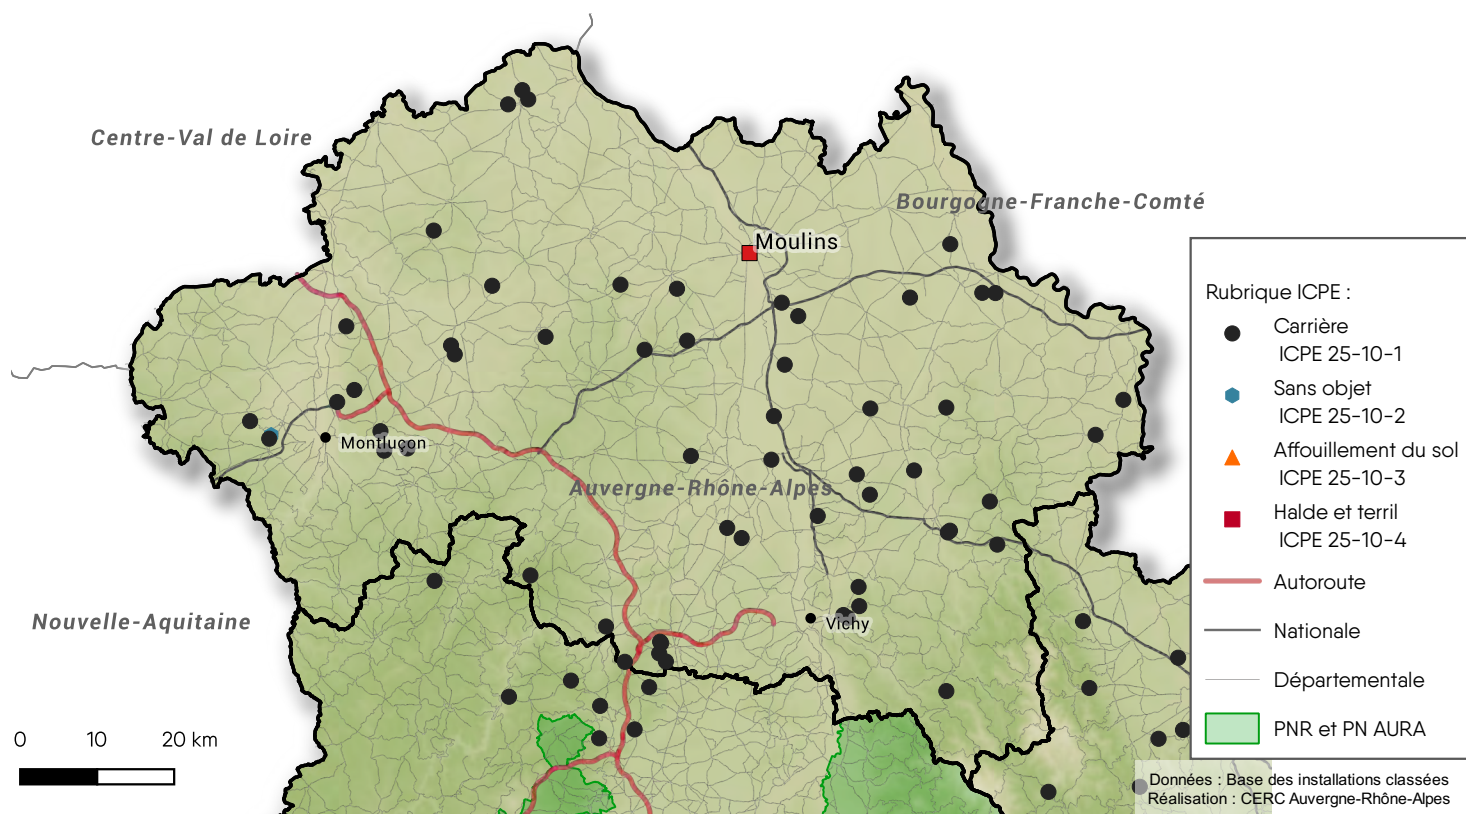 Centre-Val de Loire
Bourgogne-Franche-Comté
Moulins
Montluçon
Auvergne-Rhône-Alpes
Nouvelle-Aquitaine
Vichy
0 10 20 km
Rubrique ICPE :
Carrière
ICPE 25-10-1
Sans objet
ICPE 25-10-2
Affouillement du sol
ICPE 25-10-3
Halde et terril
ICPE 25-10-4
Autoroute
Nationale
Départementale
PNR et PN AURA
Données : Base des installations classées
Réalisation : CERC Auvergne-Rhône-Alpes